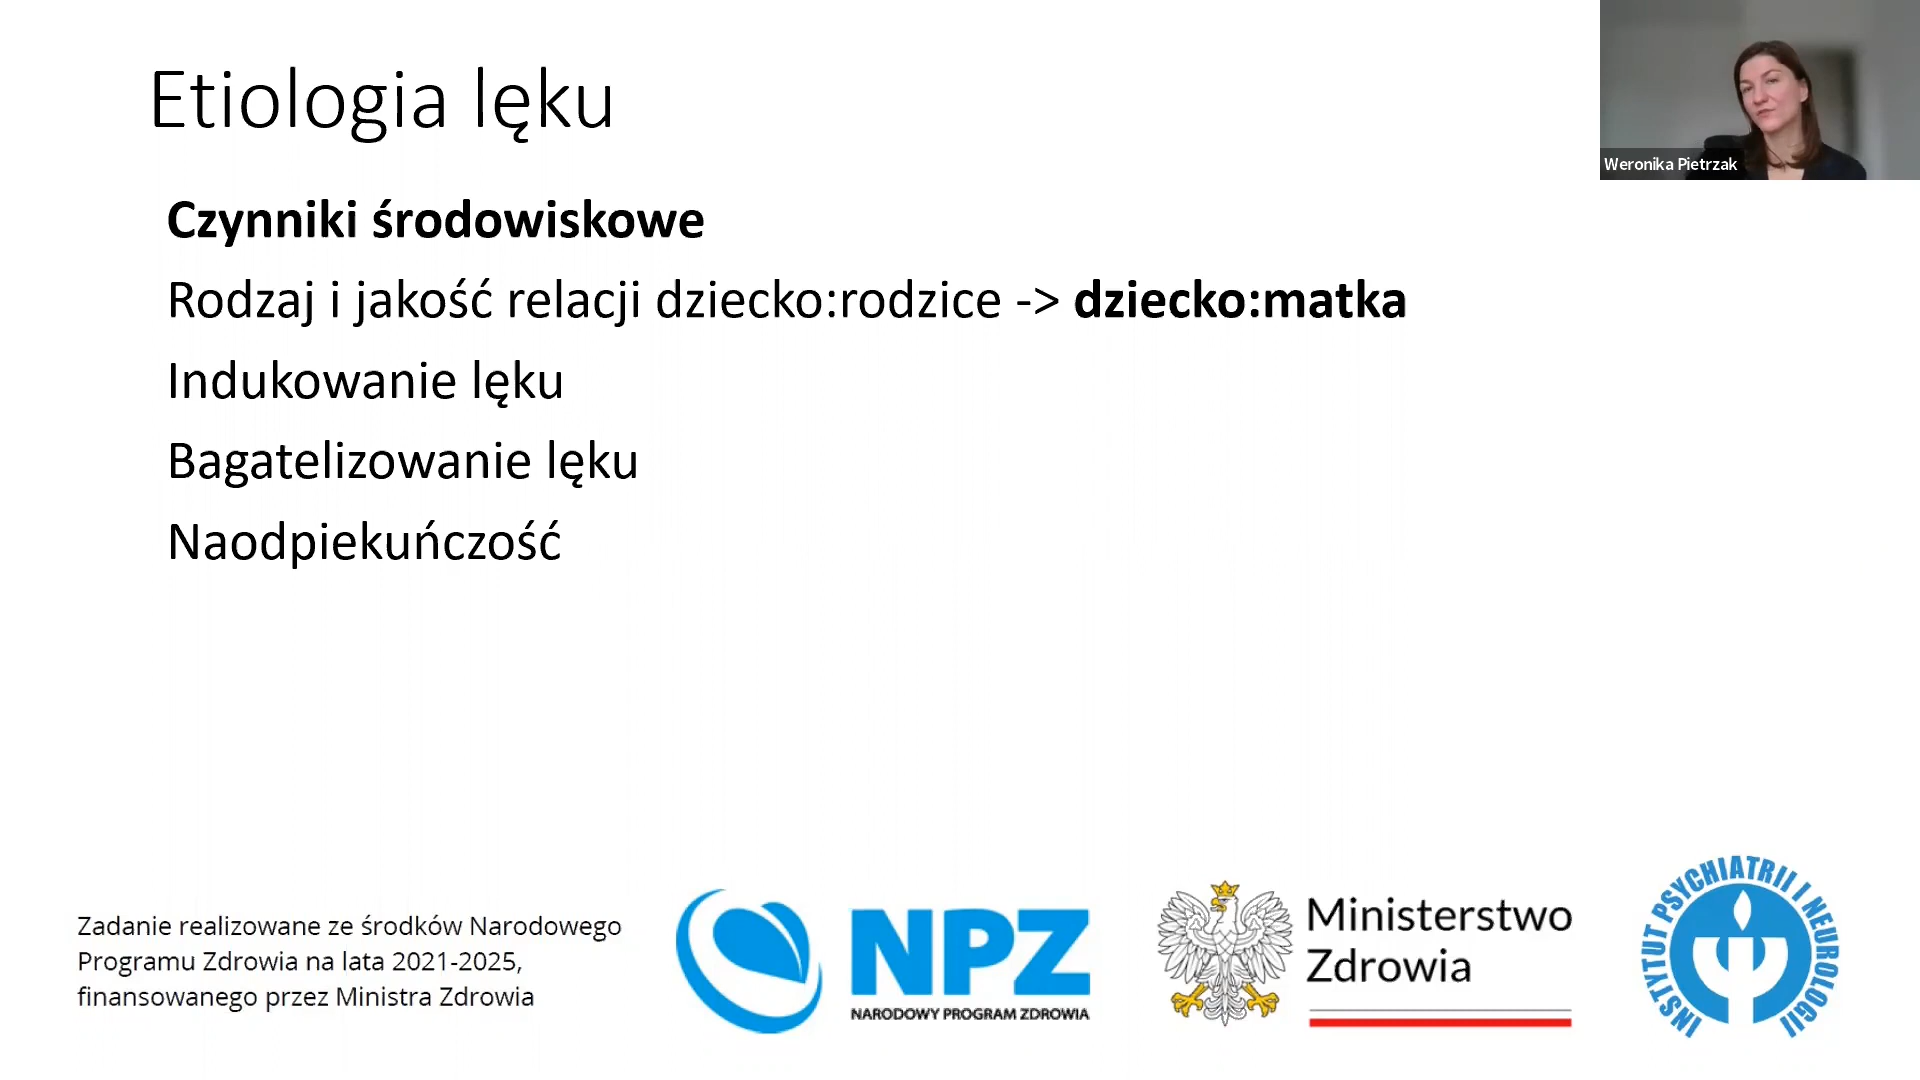 Etiologia lęku
Weronika Pietrzak
Czynniki środowiskowe
Rodzaj i jakość relacji dziecko:rodzice -> dziecko:matka
Indukowanie lęku
Bagatelizowanie lęku
Naodpiekuńczość
Zadanie realizowane ze środków Narodowego
Programu Zdrowia na lata 2021-2025,
finansowanego przez Ministra Zdrowia
NPZ
NARODOWY PROGRAM ZDROWIA
Ministerstwo
Zdrowia
INSTYTUT PSYCHIATRII I NEUROLOGII